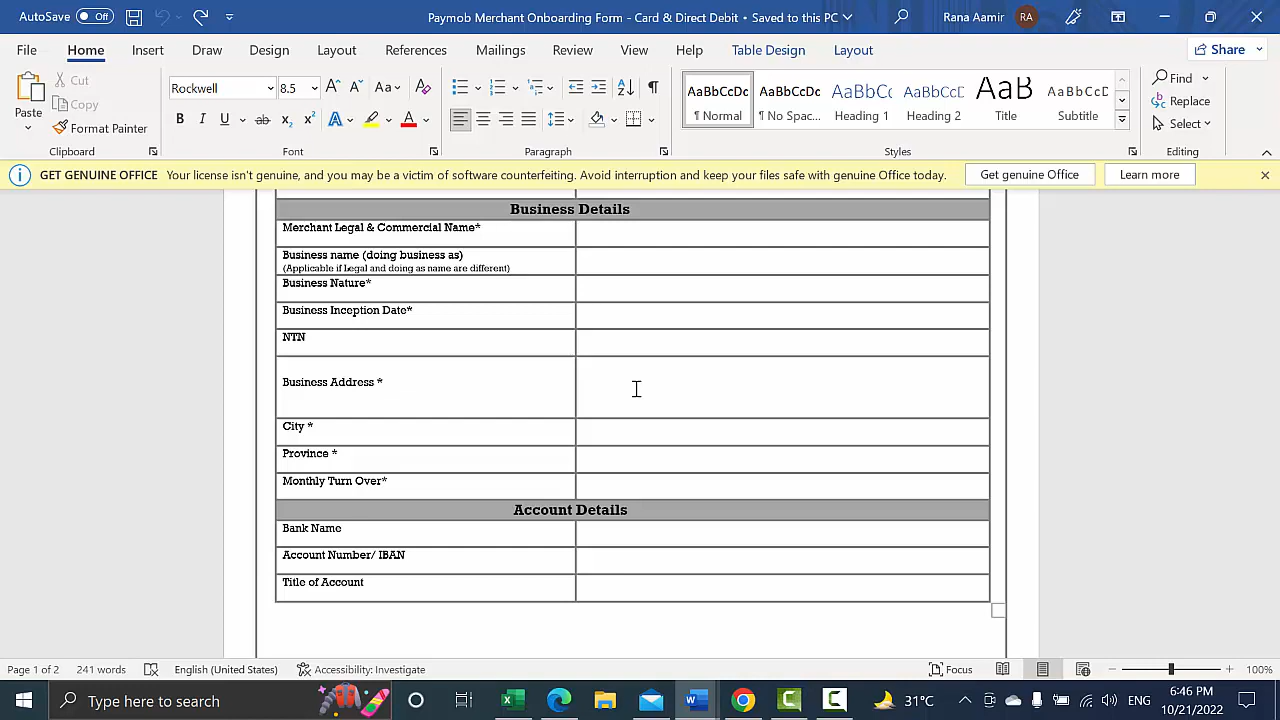 AutoSave Off Paymob Merchant Onboarding Form - Card & Direct Debit • Saved to this PC Rana Aamir RA
File Home Insert Draw Design Layout References Mailings Review View Help Table Design Layout Share
Paste Cut Copy Format Painter
Rockwell 8.5 Aa
B I U ab x₂ x² A A
AaBbCcDc AaBbCcDc AaBbCc AaBbCcD AaB AaBbCcD
¶ Normal ¶ No Spac... Heading 1 Heading 2 Title Subtitle
Find
Replace
Select
Clipboard Font Paragraph Styles Editing
GET GENUINE OFFICE Your license isn't genuine, and you may be a victim of software counterfeiting. Avoid interruption and keep your files safe with genuine Office today. Get genuine Office Learn more
Business Details
Merchant Legal & Commercial Name*
Business name (doing business as)
(Applicable if Legal and doing as name are different)
Business Nature*
Business Inception Date*
NTN
Business Address *
City *
Province *
Monthly Turn Over*
Account Details
Bank Name
Account Number/ IBAN
Title of Account
Page 1 of 2 241 words English (United States) Accessibility: Investigate Focus 100%
Type here to search 31°C ENG 6:46 PM
10/21/2022